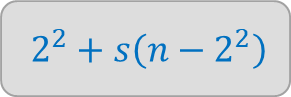 2² + s(n − 2²)